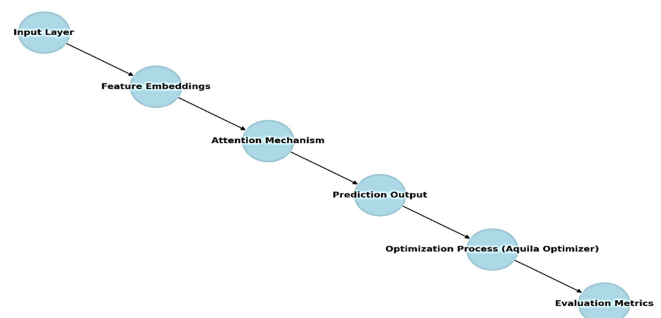 Input Layer
Feature Embeddings
Attention Mechanism
Prediction Output
Optimization Process (Aquila Optimizer)
Evaluation Metrics